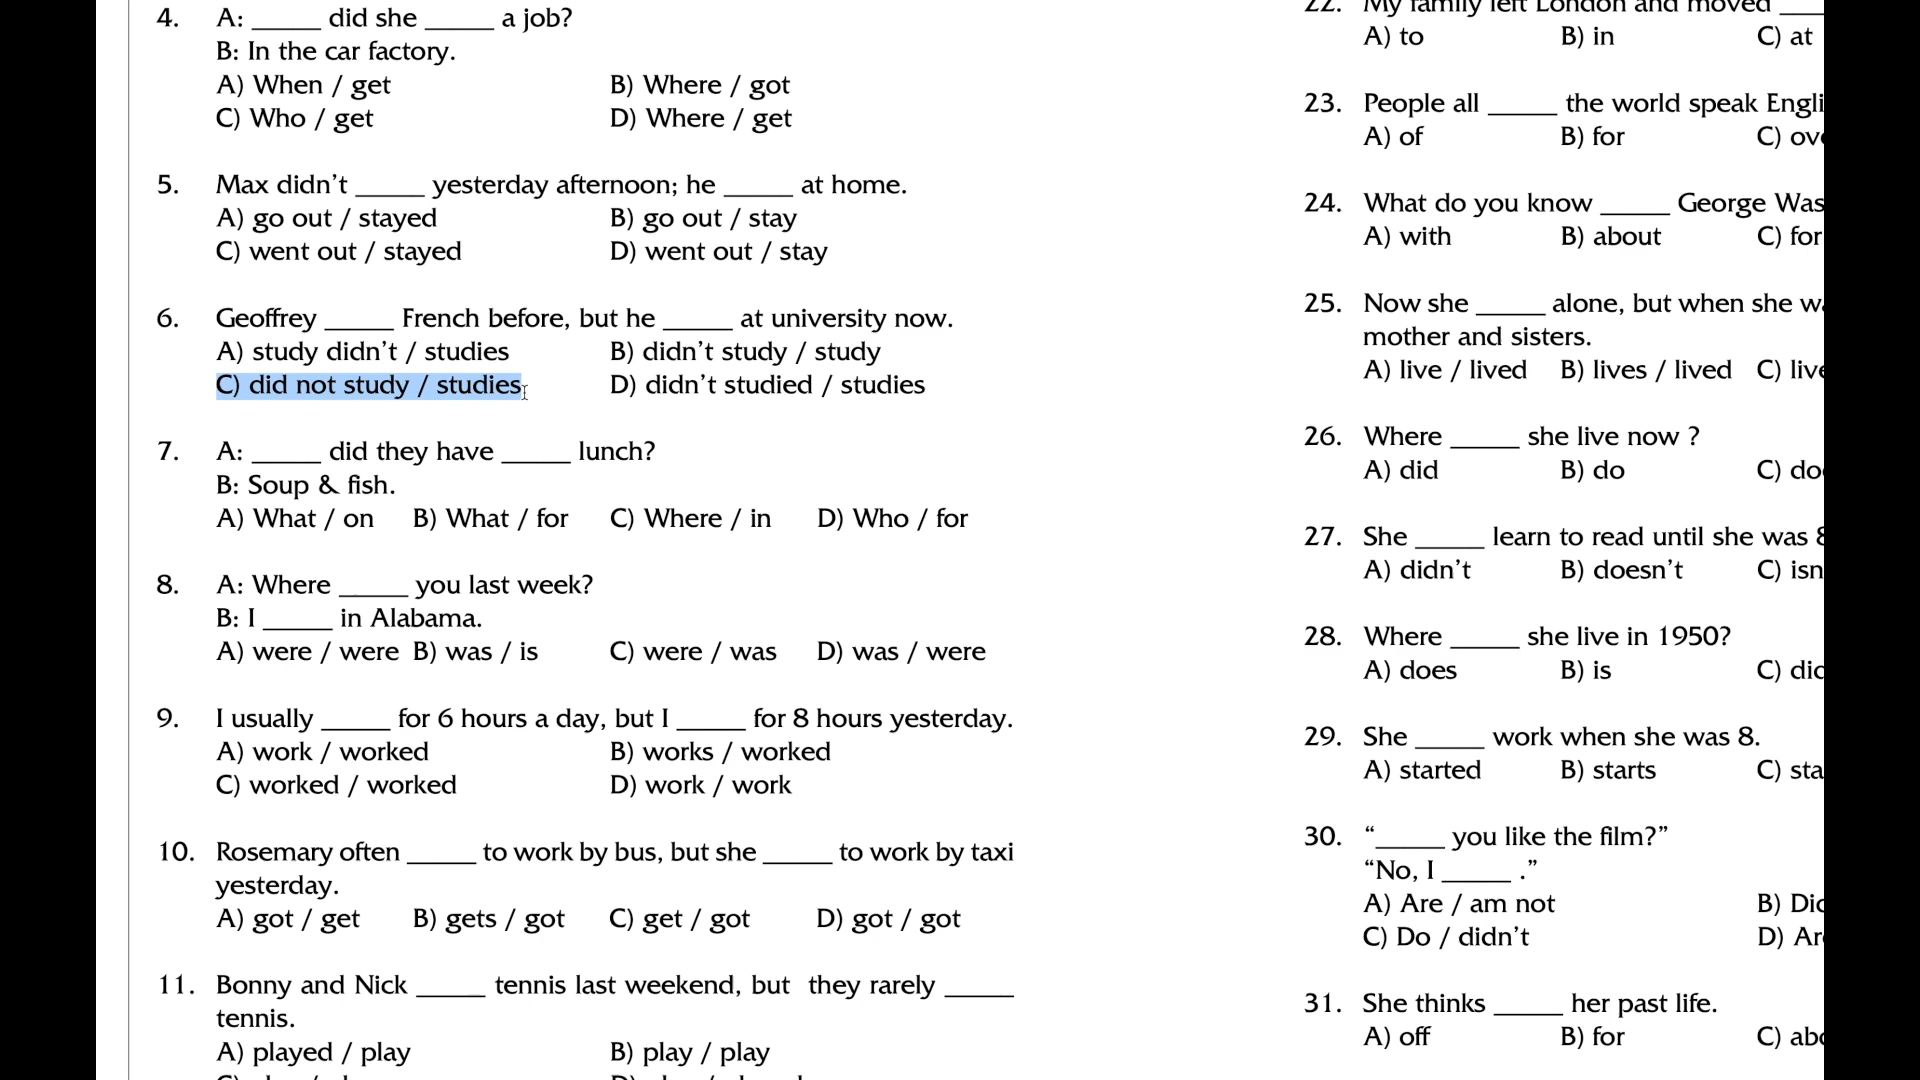 4. A: _____ did she _____ a job?
B: In the car factory.
A) When / get B) Where / got
C) Who / get D) Where / get
5. Max didn't _____ yesterday afternoon; he _____ at home.
A) go out / stayed B) go out / stay
C) went out / stayed D) went out / stay
6. Geoffrey _____ French before, but he _____ at university now.
A) study didn't / studies B) didn't study / study
C) did not study / studies D) didn't studied / studies
7. A: _____ did they have _____ lunch?
B: Soup & fish.
A) What / on B) What / for C) Where / in D) Who / for
8. A: Where _____ you last week?
B: I _____ in Alabama.
A) were / were B) was / is C) were / was D) was / were
9. I usually _____ for 6 hours a day, but I _____ for 8 hours yesterday.
A) work / worked B) works / worked
C) worked / worked D) work / work
10. Rosemary often _____ to work by bus, but she _____ to work by taxi
yesterday.
A) got / get B) gets / got C) get / got D) got / got
11. Bonny and Nick _____ tennis last weekend, but they rarely _____
tennis.
A) played / play B) play / play
22. My family left London and moved ____
A) to B) in C) at
23. People all _____ the world speak Engli
A) of B) for C) ov
24. What do you know _____ George Was
A) with B) about C) for
25. Now she _____ alone, but when she w
mother and sisters.
A) live / lived B) lives / lived C) live
26. Where _____ she live now ?
A) did B) do C) do
27. She _____ learn to read until she was 8
A) didn't B) doesn't C) isn
28. Where _____ she live in 1950?
A) does B) is C) did
29. She _____ work when she was 8.
A) started B) starts C) sta
30. "_____ you like the film?"
"No, I _____ ."
A) Are / am not B) Did
C) Do / didn't D) Ar
31. She thinks _____ her past life.
A) off B) for C) abo